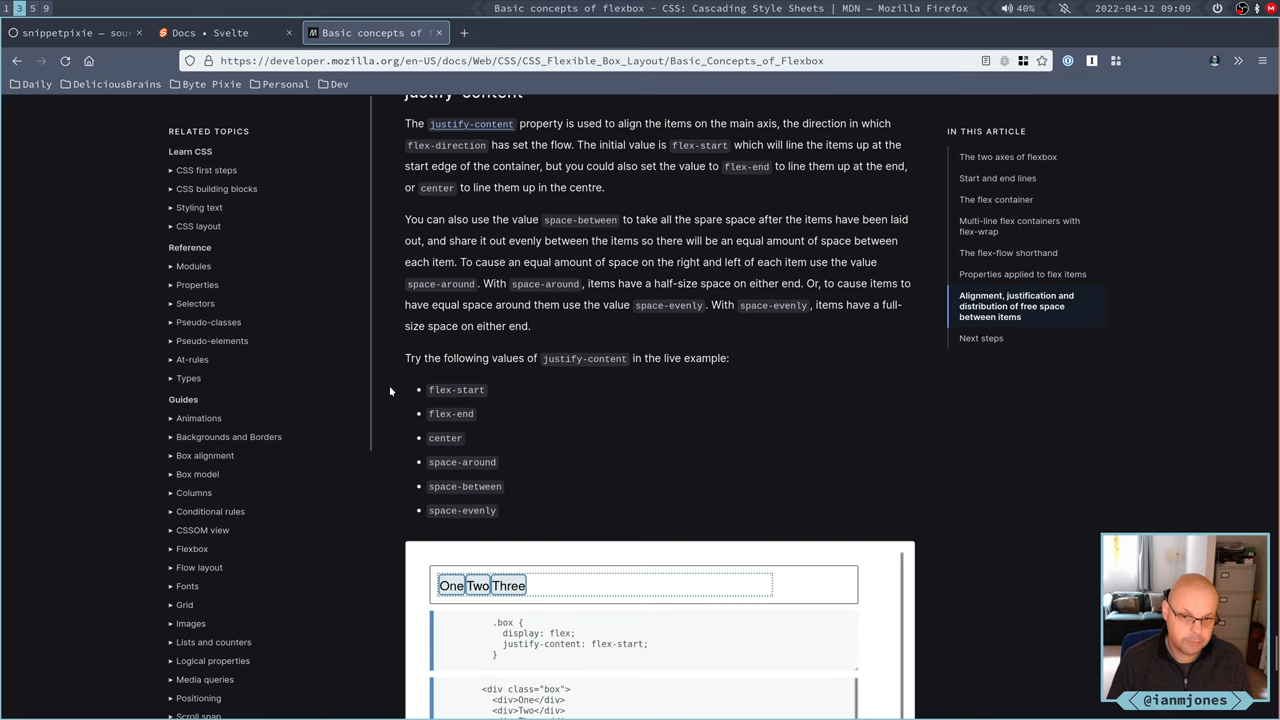 1 3 5 9
Basic concepts of flexbox - CSS: Cascading Style Sheets | MDN — Mozilla Firefox
40%
2022-04-12 09:09
snippetpixie — sour
Docs • Svelte
Basic concepts of f
https://developer.mozilla.org/en-US/docs/Web/CSS/CSS_Flexible_Box_Layout/Basic_Concepts_of_Flexbox
Daily
DeliciousBrains
Byte Pixie
Personal
Dev
RELATED TOPICS
Learn CSS
CSS first steps
CSS building blocks
Styling text
CSS layout
Reference
Modules
Properties
Selectors
Pseudo-classes
Pseudo-elements
At-rules
Types
Guides
Animations
Backgrounds and Borders
Box alignment
Box model
Columns
Conditional rules
CSSOM view
Flexbox
Flow layout
Fonts
Grid
Images
Lists and counters
Logical properties
Media queries
Positioning
Scroll snap
justify-content
The justify-content property is used to align the items on the main axis, the direction in which
flex-direction has set the flow. The initial value is flex-start which will line the items up at the
start edge of the container, but you could also set the value to flex-end to line them up at the end,
or center to line them up in the centre.
You can also use the value space-between to take all the spare space after the items have been laid
out, and share it out evenly between the items so there will be an equal amount of space between
each item. To cause an equal amount of space on the right and left of each item use the value
space-around. With space-around, items have a half-size space on either end. Or, to cause items to
have equal space around them use the value space-evenly. With space-evenly, items have a full-
size space on either end.
Try the following values of justify-content in the live example:
flex-start
flex-end
center
space-around
space-between
space-evenly
One Two Three
.box {
display: flex;
justify-content: flex-start;
}
<div class="box">
<div>One</div>
<div>Two</div>
IN THIS ARTICLE
The two axes of flexbox
Start and end lines
The flex container
Multi-line flex containers with
flex-wrap
The flex-flow shorthand
Properties applied to flex items
Alignment, justification and
distribution of free space
between items
Next steps
@ianmjones